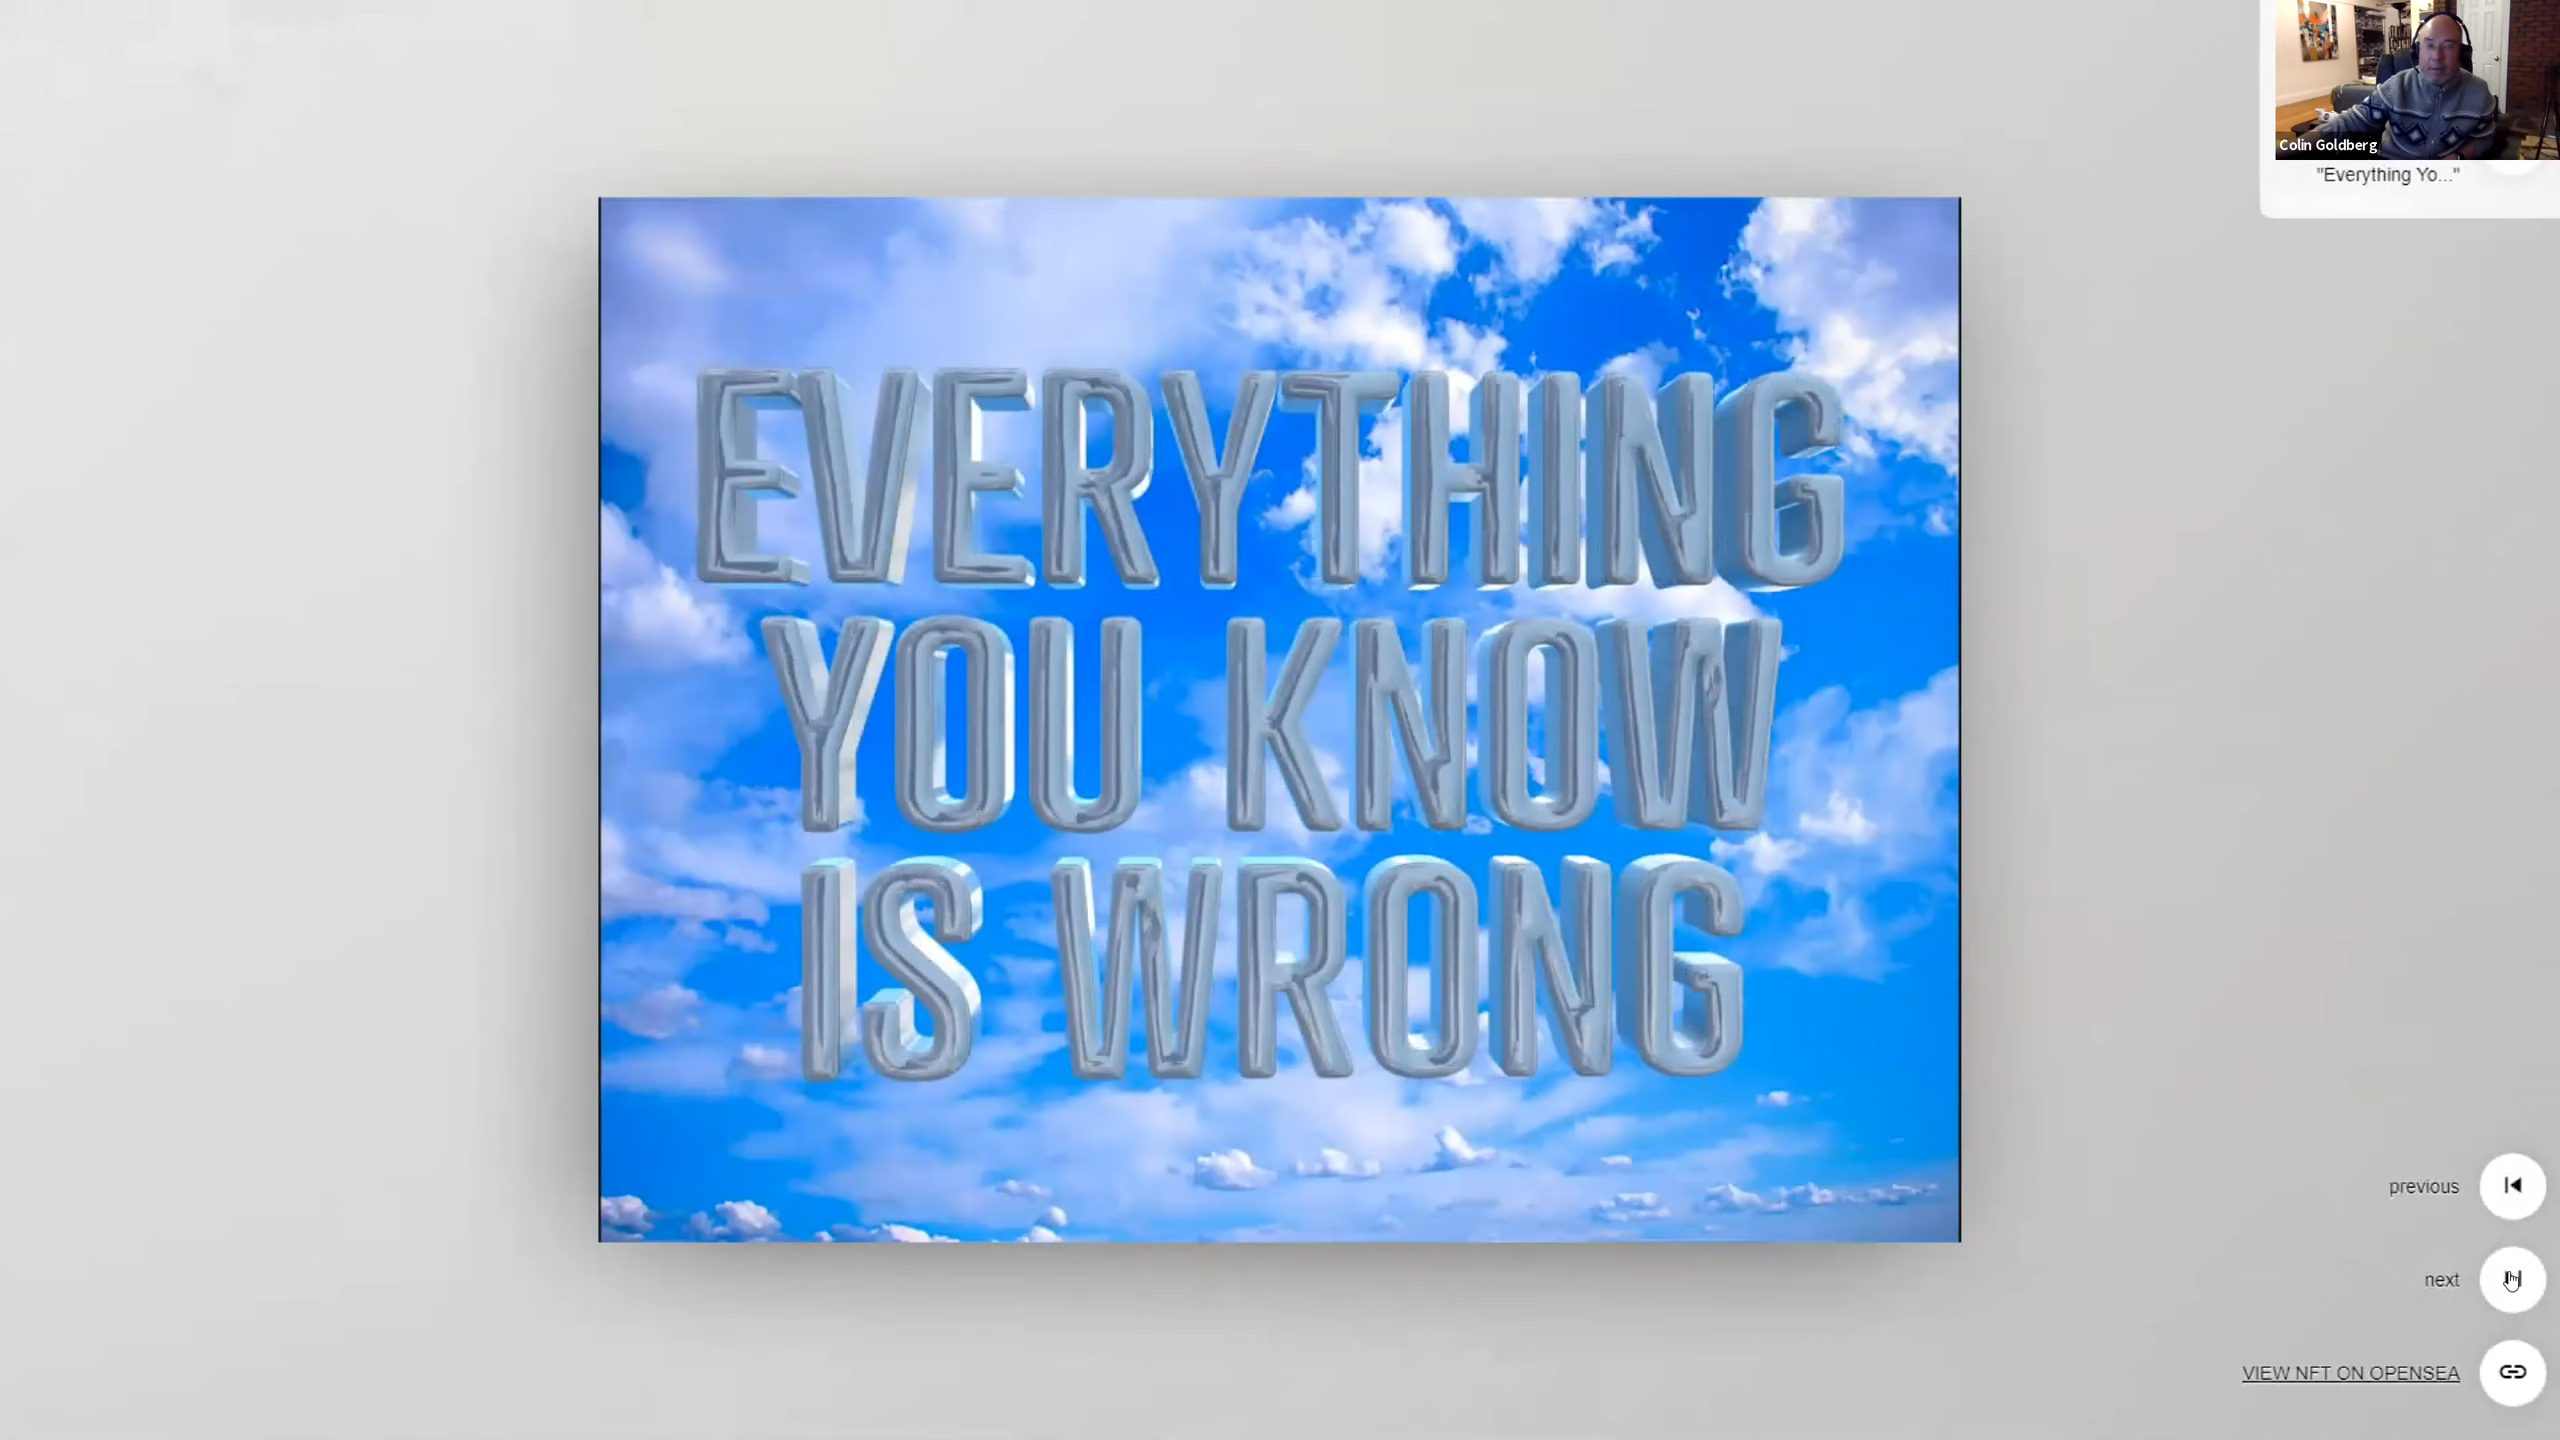 Colin Goldberg
"Everything Yo..."
EVERYTHING
YOU KNOW
IS WRONG
previous
next
VIEW NFT ON OPENSEA